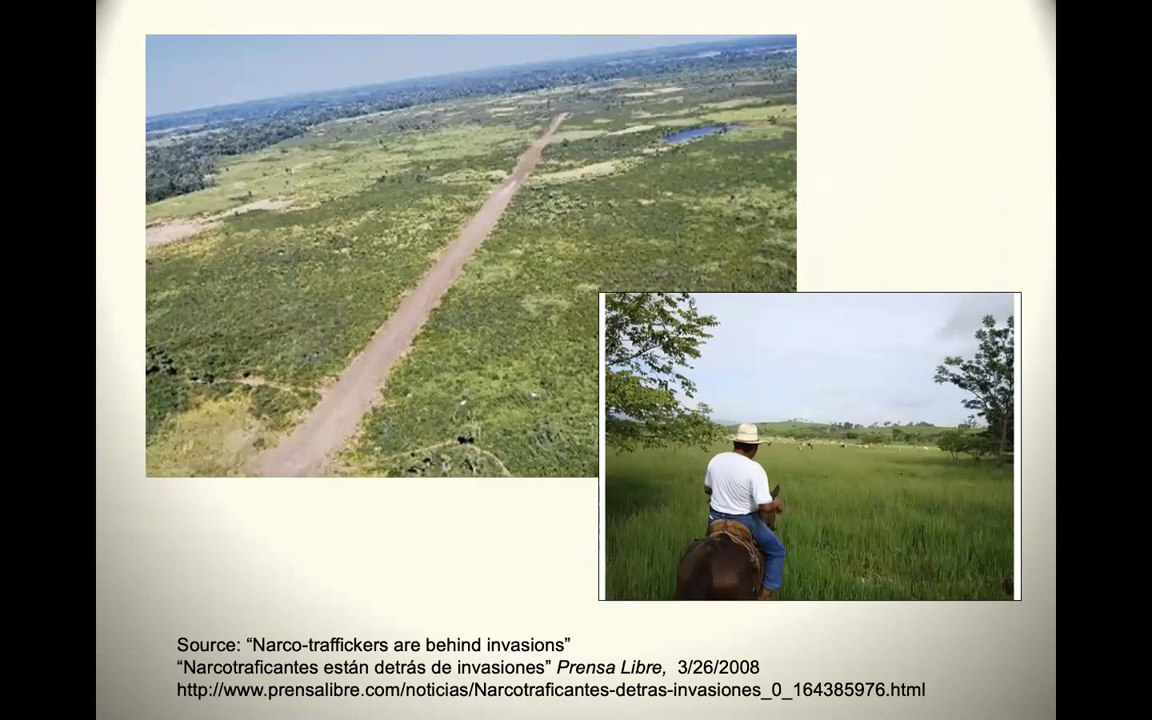 Source: “Narco-traffickers are behind invasions”
“Narcotraficantes están detrás de invasiones” Prensa Libre,  3/26/2008
http://www.prensalibre.com/noticias/Narcotraficantes-detras-invasiones_0_164385976.html